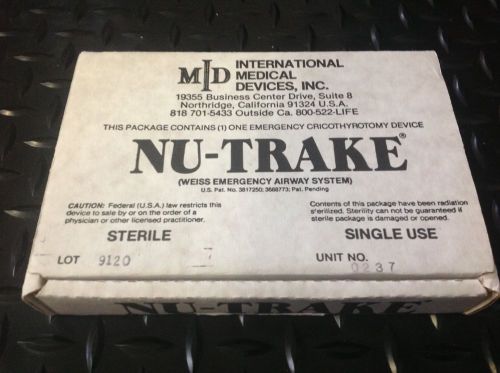 MID INTERNATIONAL
MEDICAL
DEVICES, INC.
19355 Business Center Drive, Suite 8
Northridge, California 91324 U.S.A.
818 701-5433 Outside Ca. 800-522-LIFE
THIS PACKAGE CONTAINS (1) ONE EMERGENCY CRICOTHYROTOMY DEVICE
NU-TRAKE®
(WEISS EMERGENCY AIRWAY SYSTEM)
U.S. Pat. No. 3817250; 3688773; Pat. Pending
CAUTION: Federal (U.S.A.) law restricts this
device to sale by or on the order of a
physician or other licensed practitioner.
Contents of this package have been radiation
sterilized. Sterility can not be guaranteed if
sterile package is damaged or opened.
STERILE
SINGLE USE
LOT 9120
UNIT NO. 0237
NU-TRAKE®